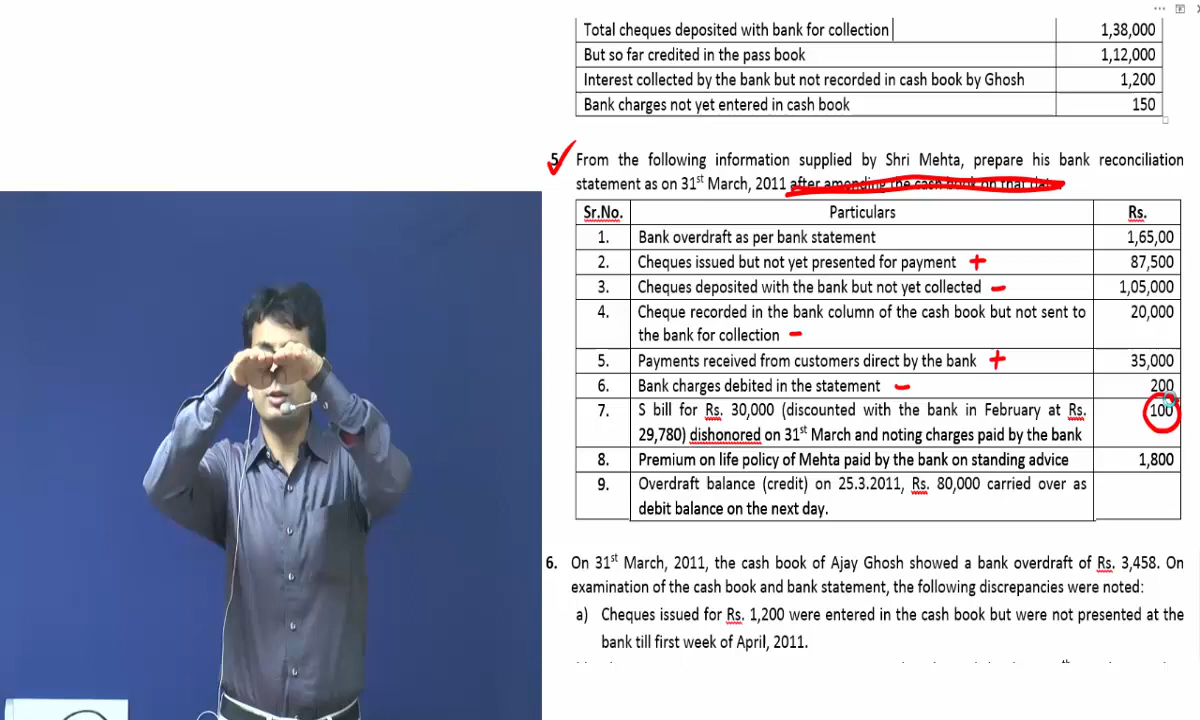 Total cheques deposited with bank for collection 1,38,000
But so far credited in the pass book 1,12,000
Interest collected by the bank but not recorded in cash book by Ghosh 1,200
Bank charges not yet entered in cash book 150
5. From the following information supplied by Shri Mehta, prepare his bank reconciliation
statement as on 31st March, 2011 after amending the cash book on that date.
Sr.No. Particulars Rs.
1. Bank overdraft as per bank statement 1,65,00
2. Cheques issued but not yet presented for payment + 87,500
3. Cheques deposited with the bank but not yet collected - 1,05,000
4. Cheque recorded in the bank column of the cash book but not sent to 20,000
the bank for collection -
5. Payments received from customers direct by the bank + 35,000
6. Bank charges debited in the statement - 200
7. S bill for Rs. 30,000 (discounted with the bank in February at Rs. 100
29,780) dishonored on 31st March and noting charges paid by the bank
8. Premium on life policy of Mehta paid by the bank on standing advice 1,800
9. Overdraft balance (credit) on 25.3.2011, Rs. 80,000 carried over as
debit balance on the next day.
6. On 31st March, 2011, the cash book of Ajay Ghosh showed a bank overdraft of Rs. 3,458. On
examination of the cash book and bank statement, the following discrepancies were noted:
a) Cheques issued for Rs. 1,200 were entered in the cash book but were not presented at the
bank till first week of April, 2011.